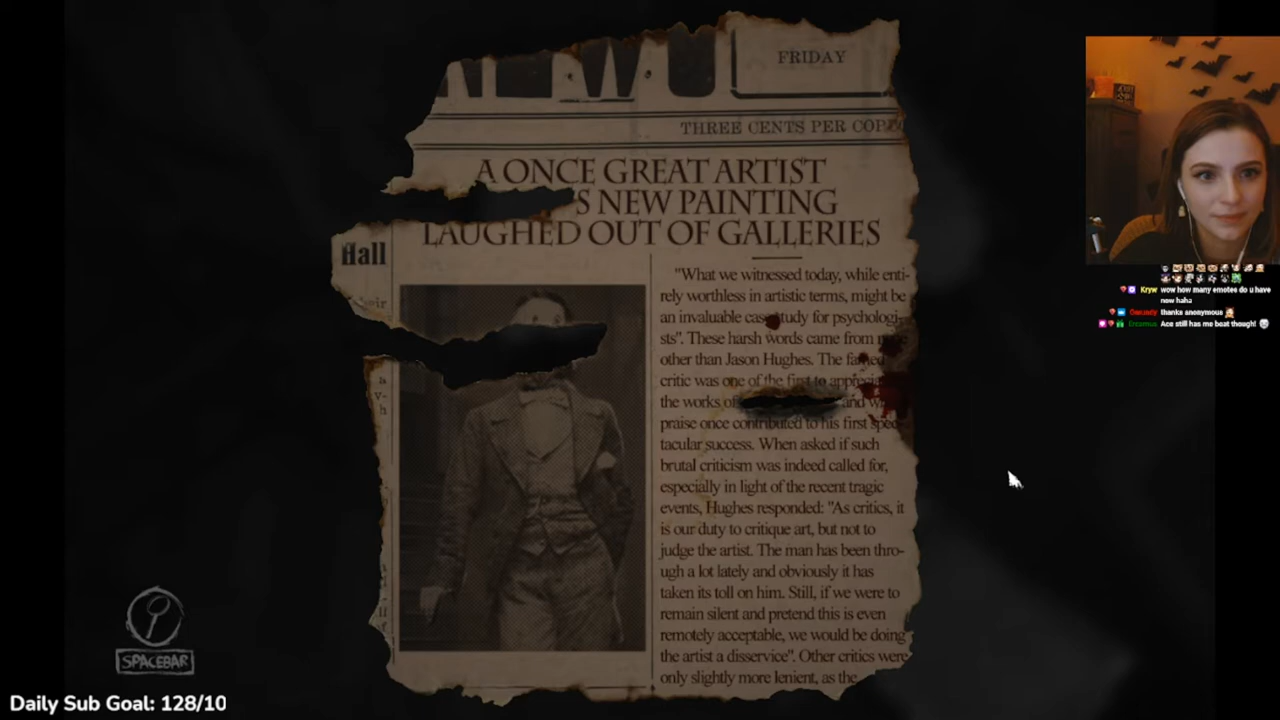 FRIDAY
THREE CENTS PER COPY
A ONCE GREAT ARTIST
S NEW PAINTING
LAUGHED OUT OF GALLERIES
Hall
"What we witnessed today, while enti-
rely worthless in artistic terms, might be
an invaluable case study for psychologi-
sts". These harsh words came from none
other than Jason Hughes. The famed
critic was one of the first to apprecia
the works of and w
praise once contributed to his first spec-
tacular success. When asked if such
brutal criticism was indeed called for,
especially in light of the recent tragic
events, Hughes responded: "As critics, it
is our duty to critique art, but not to
judge the artist. The man has been thro-
ugh a lot lately and obviously it has
taken its toll on him. Still, if we were to
remain silent and pretend this is even
remotely acceptable, we would be doing
the artist a disservice". Other critics were
only slightly more lenient, as the
a
v-
h
SPACEBAR
Daily Sub Goal: 128/10
Kryw wow how many emotes do u have
now haha
thanks anonymous
Erasmus Ace still has me beat though!